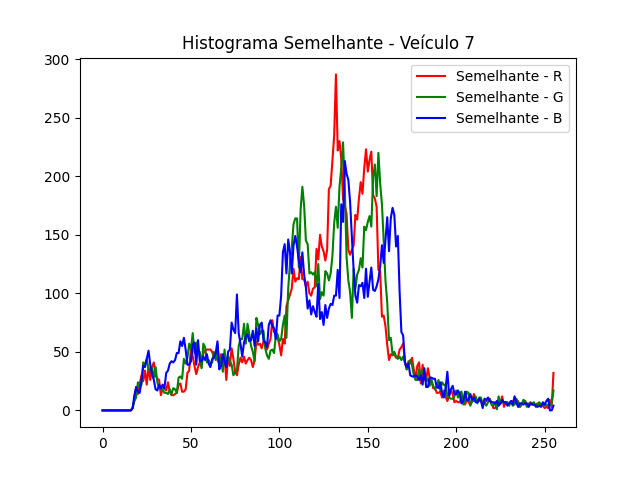 Histograma Semelhante - Veículo 7
300
250
200
150
100
50
0
Semelhante - R
Semelhante - G
Semelhante - B
0 50 100 150 200 250